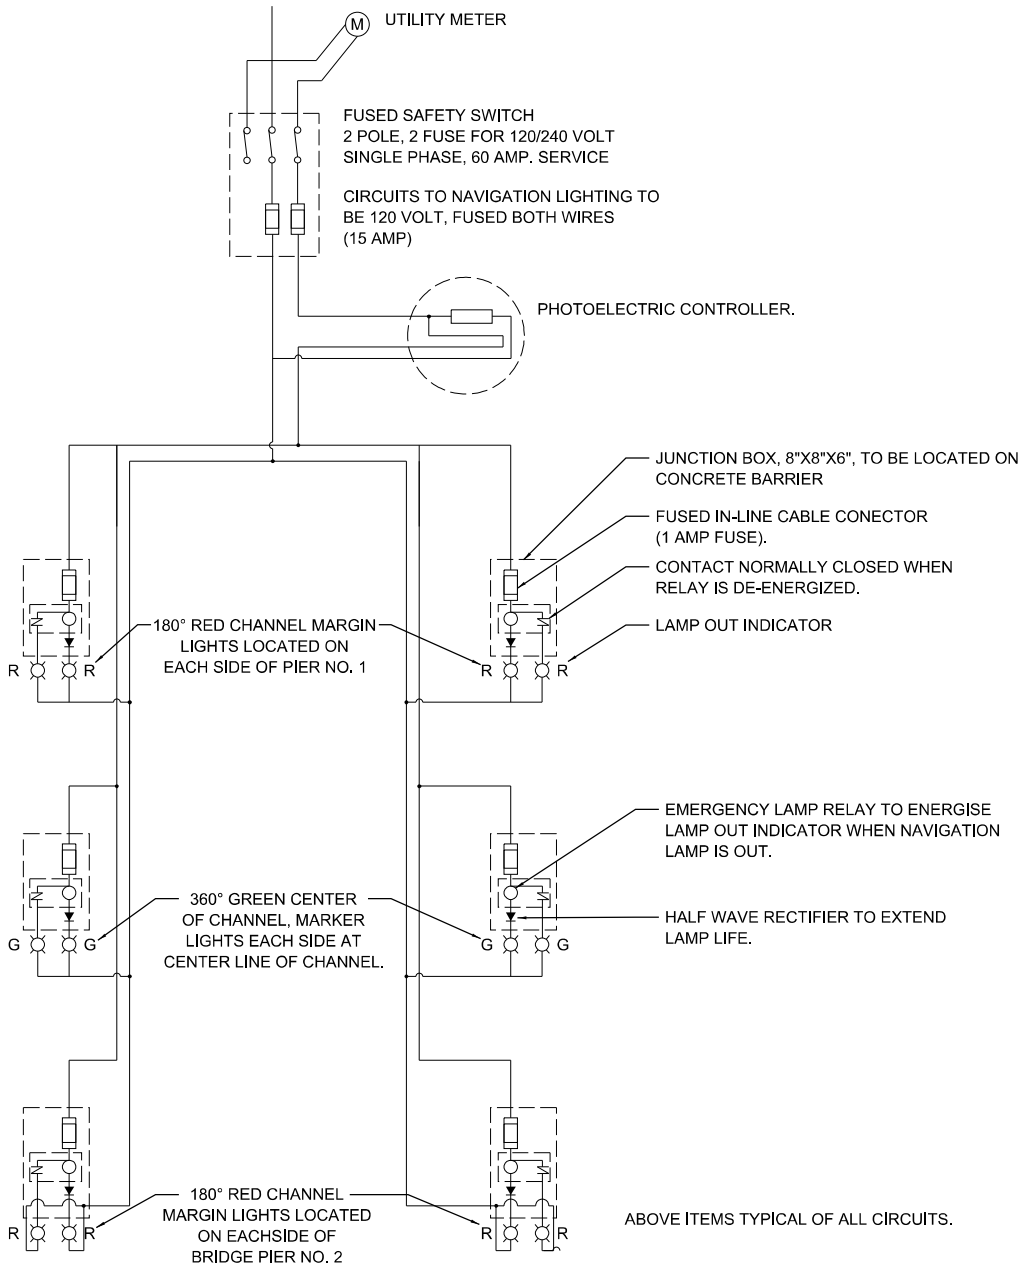 M
UTILITY METER
FUSED SAFETY SWITCH
2 POLE, 2 FUSE FOR 120/240 VOLT
SINGLE PHASE, 60 AMP. SERVICE
CIRCUITS TO NAVIGATION LIGHTING TO
BE 120 VOLT, FUSED BOTH WIRES
(15 AMP)
PHOTOELECTRIC CONTROLLER.
JUNCTION BOX, 8"X8"X6", TO BE LOCATED ON
CONCRETE BARRIER
FUSED IN-LINE CABLE CONECTOR
(1 AMP FUSE).
CONTACT NORMALLY CLOSED WHEN
RELAY IS DE-ENERGIZED.
LAMP OUT INDICATOR
180° RED CHANNEL MARGIN
LIGHTS LOCATED ON
EACH SIDE OF PIER NO. 1
R
R
R
R
EMERGENCY LAMP RELAY TO ENERGISE
LAMP OUT INDICATOR WHEN NAVIGATION
LAMP IS OUT.
360° GREEN CENTER
OF CHANNEL, MARKER
LIGHTS EACH SIDE AT
CENTER LINE OF CHANNEL.
HALF WAVE RECTIFIER TO EXTEND
LAMP LIFE.
G
G
G
G
180° RED CHANNEL
MARGIN LIGHTS LOCATED
ON EACHSIDE OF
BRIDGE PIER NO. 2
R
R
R
R
ABOVE ITEMS TYPICAL OF ALL CIRCUITS.